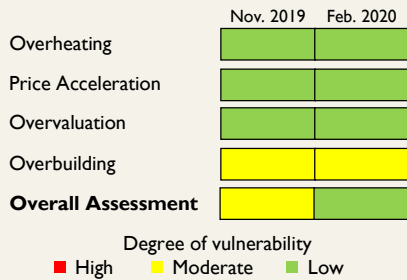 Nov. 2019 Feb. 2020
Overheating
Price Acceleration
Overvaluation
Overbuilding
Overall Assessment
Degree of vulnerability
High Moderate Low